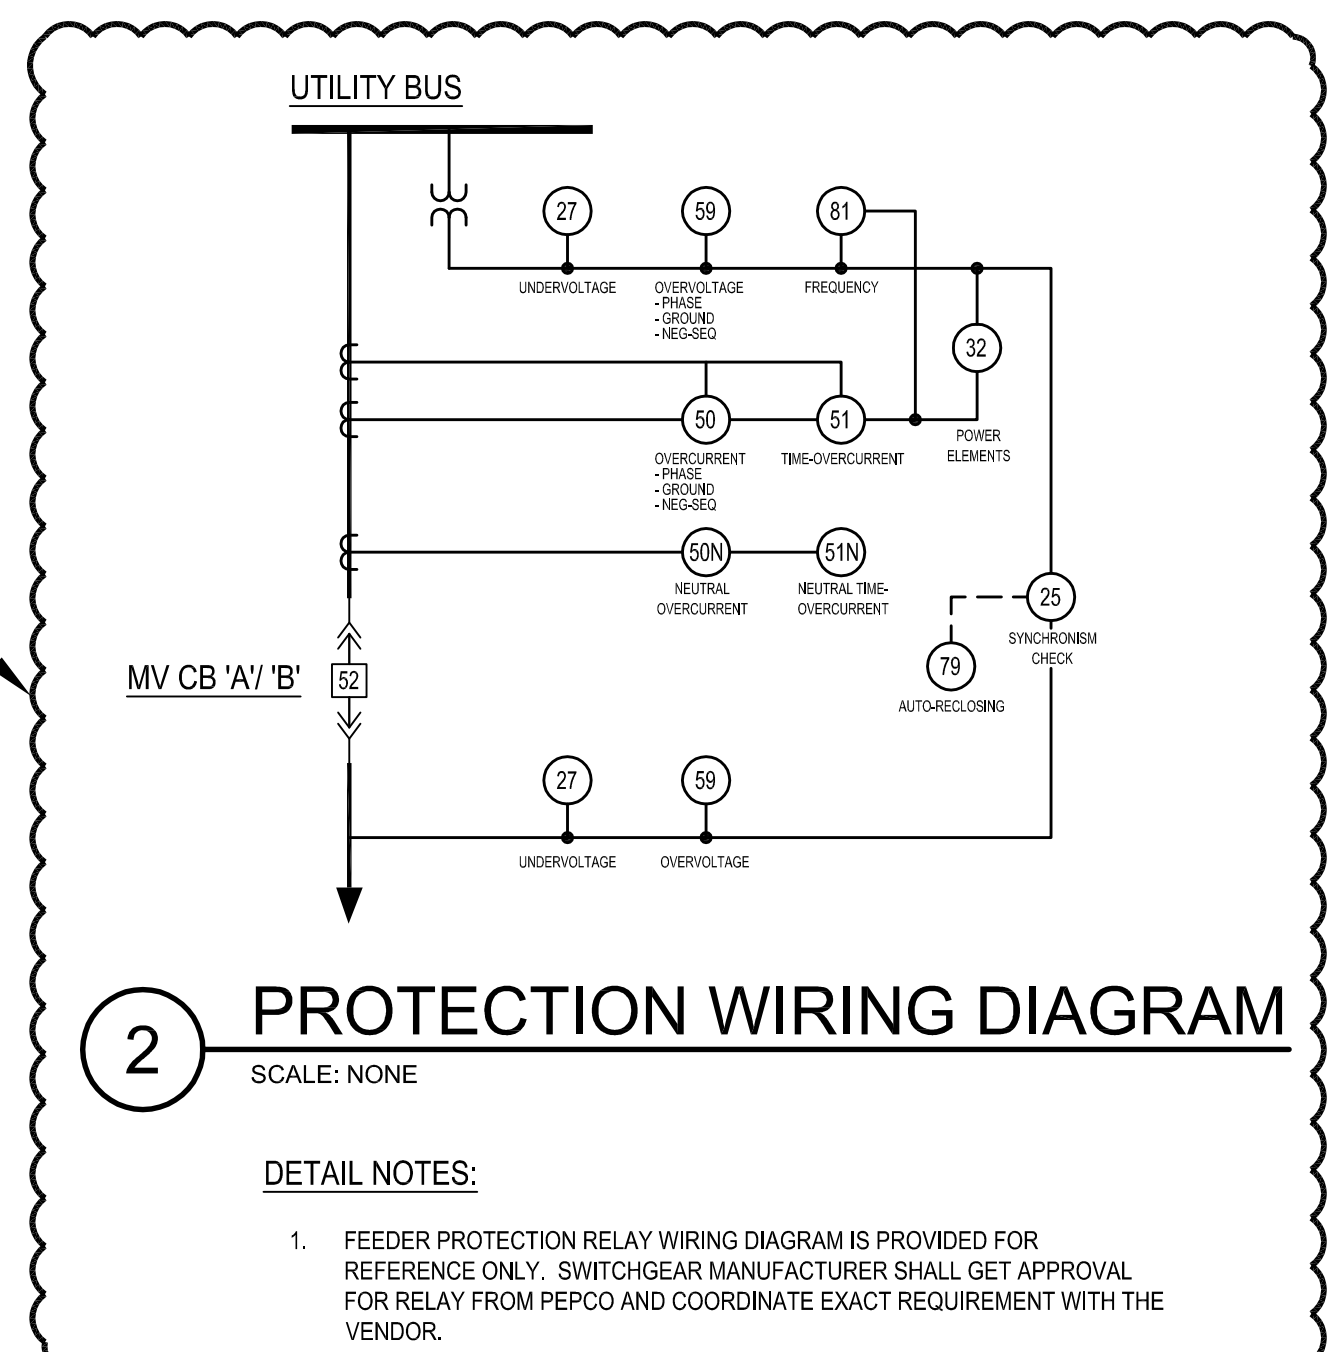 UTILITY BUS
27
59
81
UNDERVOLTAGE
OVERVOLTAGE
- PHASE
- GROUND
- NEG-SEQ
FREQUENCY
32
POWER
ELEMENTS
50
51
OVERCURRENT
- PHASE
- GROUND
- NEG-SEQ
TIME-OVERCURRENT
50N
51N
NEUTRAL
OVERCURRENT
NEUTRAL TIME-
OVERCURRENT
25
SYNCHRONISM
CHECK
79
AUTO-RECLOSING
MV CB 'A'/ 'B'
52
27
59
UNDERVOLTAGE
OVERVOLTAGE
2
PROTECTION WIRING DIAGRAM
SCALE: NONE
DETAIL NOTES:
1. FEEDER PROTECTION RELAY WIRING DIAGRAM IS PROVIDED FOR
REFERENCE ONLY. SWITCHGEAR MANUFACTURER SHALL GET APPROVAL
FOR RELAY FROM PEPCO AND COORDINATE EXACT REQUIREMENT WITH THE
VENDOR.